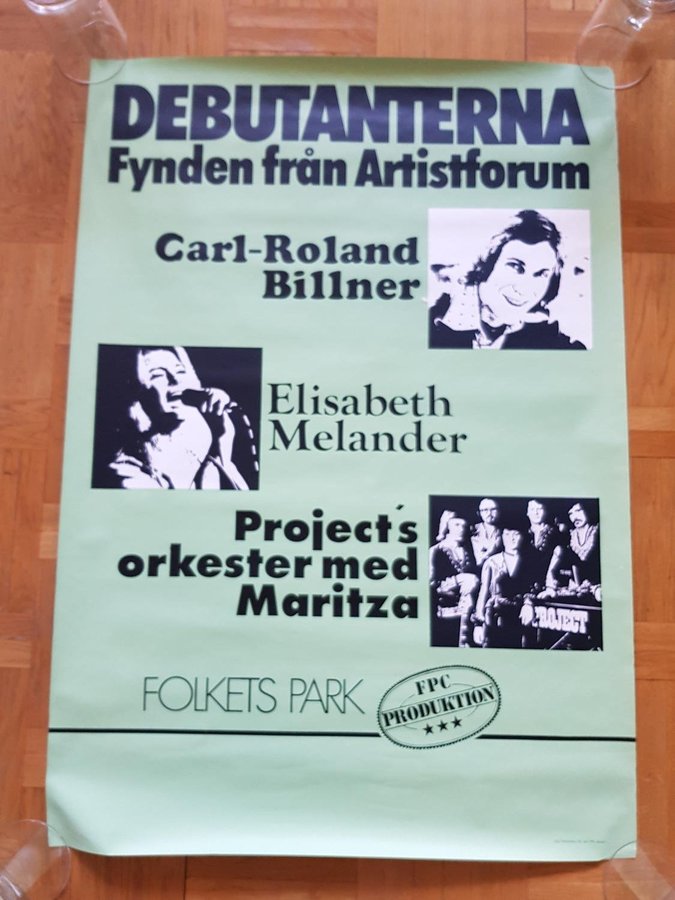 DEBUTANTERNA
Fynden från Artistforum
Carl-Roland
Billner
Elisabeth
Melander
Project´s
orkester med
Maritza
PROJECT
FOLKETS PARK
FPC
PRODUKTION